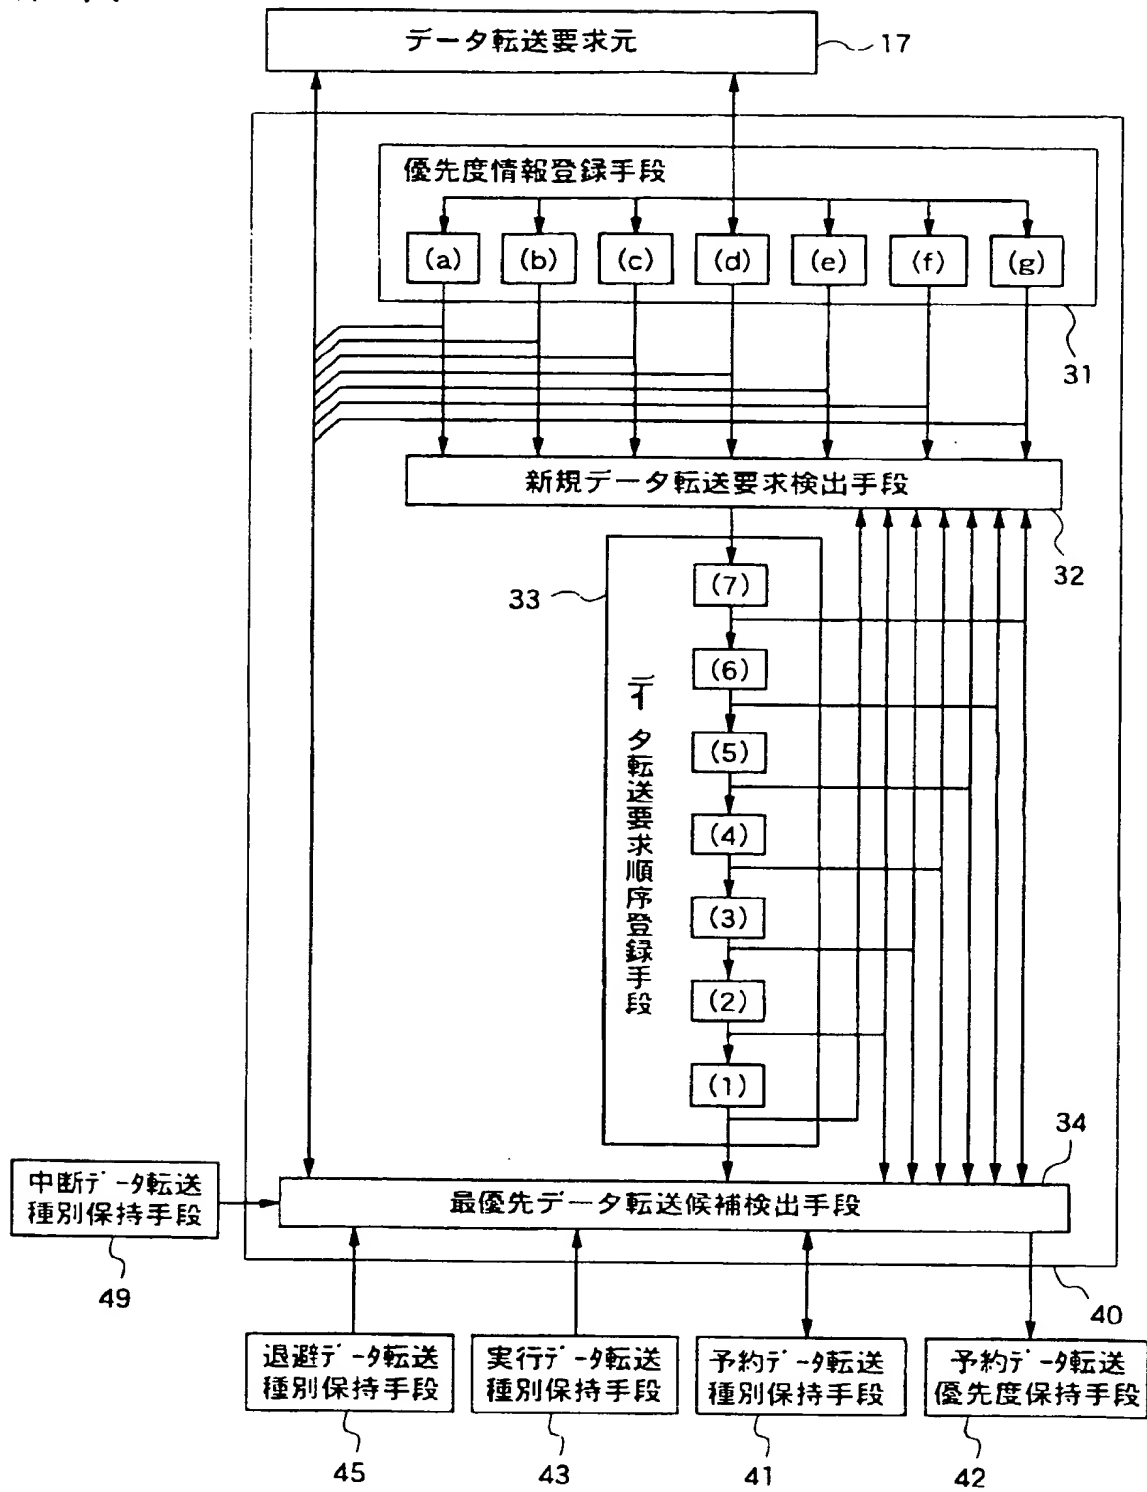 データ転送要求元
17
優先度情報登録手段
(a) (b) (c) (d) (e) (f) (g)
31
新規データ転送要求検出手段
32
33
(7)
(6)
(5)
(4)
(3)
(2)
(1)
データ転送要求順序登録手段
34
中断データ転送
種別保持手段
49
最優先データ転送候補検出手段
40
退避データ転送
種別保持手段
45
実行データ転送
種別保持手段
43
予約データ転送
種別保持手段
41
予約データ転送
優先度保持手段
42